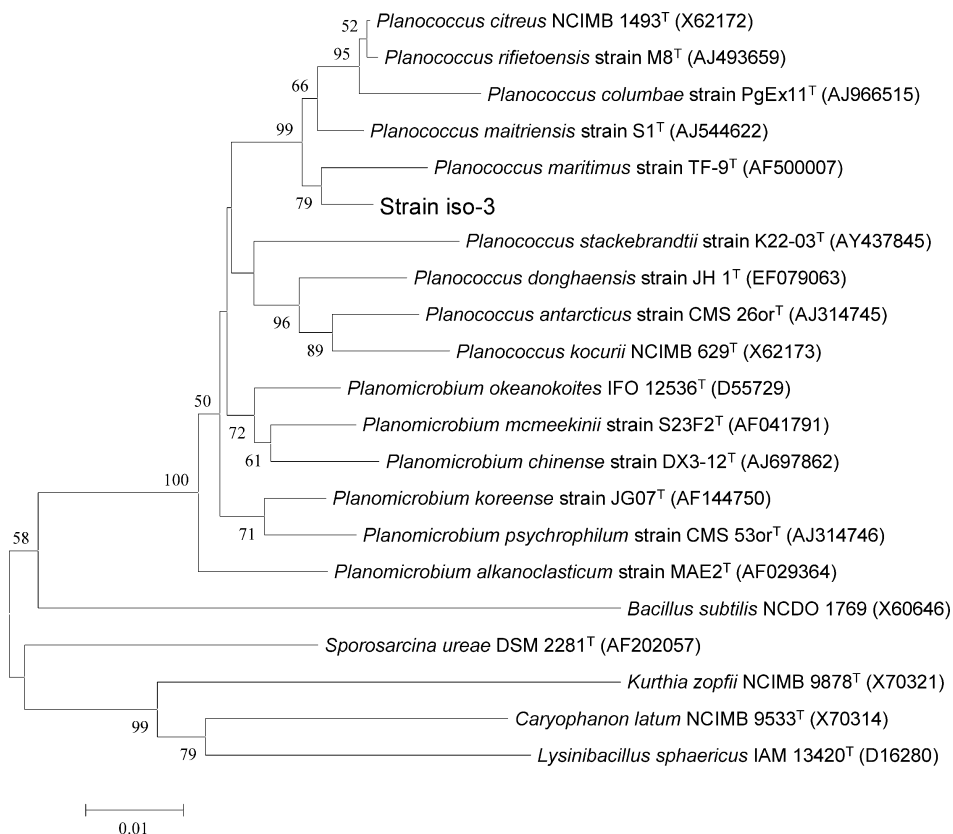 52
Planococcus citreus NCIMB 1493T (X62172)
95
Planococcus rifietoensis strain M8T (AJ493659)
66
Planococcus columbae strain PgEx11T (AJ966515)
99
Planococcus maitriensis strain S1T (AJ544622)
Planococcus maritimus strain TF-9T (AF500007)
79
Strain iso-3
Planococcus stackebrandtii strain K22-03T (AY437845)
Planococcus donghaensis strain JH 1T (EF079063)
96
Planococcus antarcticus strain CMS 26orT (AJ314745)
89
Planococcus kocurii NCIMB 629T (X62173)
Planomicrobium okeanokoites IFO 12536T (D55729)
50
72
Planomicrobium mcmeekinii strain S23F2T (AF041791)
61
Planomicrobium chinense strain DX3-12T (AJ697862)
100
Planomicrobium koreense strain JG07T (AF144750)
71
Planomicrobium psychrophilum strain CMS 53orT (AJ314746)
58
Planomicrobium alkanoclasticum strain MAE2T (AF029364)
Bacillus subtilis NCDO 1769 (X60646)
Sporosarcina ureae DSM 2281T (AF202057)
Kurthia zopfii NCIMB 9878T (X70321)
99
Caryophanon latum NCIMB 9533T (X70314)
79
Lysinibacillus sphaericus IAM 13420T (D16280)
0.01